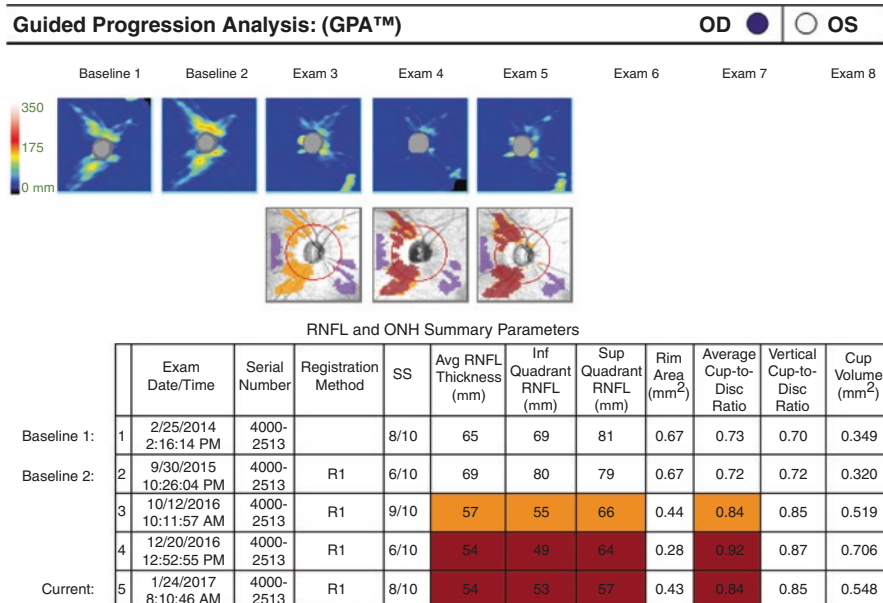 Guided Progression Analysis: (GPA™) OD OS
Baseline 1 Baseline 2 Exam 3 Exam 4 Exam 5 Exam 6 Exam 7 Exam 8
350
175
0 mm
RNFL and ONH Summary Parameters
Exam Date/Time Serial Number Registration Method SS Avg RNFL Thickness (mm) Inf Quadrant RNFL (mm) Sup Quadrant RNFL (mm) Rim Area (mm2) Average Cup-to-Disc Ratio Vertical Cup-to-Disc Ratio Cup Volume (mm2)
Baseline 1: 1 2/25/2014 2:16:14 PM 4000-2513 8/10 65 69 81 0.67 0.73 0.70 0.349
Baseline 2: 2 9/30/2015 10:26:04 PM 4000-2513 R1 6/10 69 80 79 0.67 0.72 0.72 0.320
3 10/12/2016 10:11:57 AM 4000-2513 R1 9/10 57 55 66 0.44 0.84 0.85 0.519
4 12/20/2016 12:52:55 PM 4000-2513 R1 6/10 54 49 64 0.28 0.92 0.87 0.706
Current: 5 1/24/2017 8:10:46 AM 4000-2513 R1 8/10 54 53 57 0.43 0.84 0.85 0.548